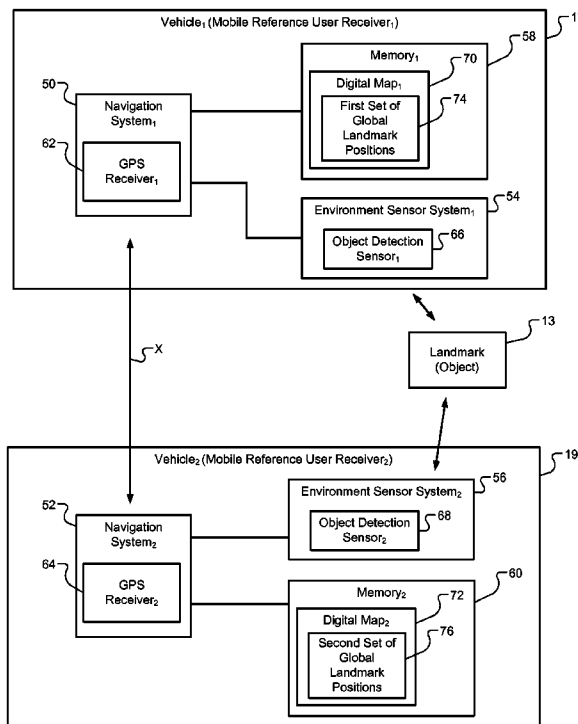 Vehicle₁ (Mobile Reference User Receiver₁)
1
Memory₁
58
50
Navigation
System₁
Digital Map₁
70
First Set of
Global
Landmark
Positions
74
62
GPS
Receiver₁
Environment Sensor System₁
54
Object Detection
Sensor₁
66
X
13
Landmark
(Object)
Vehicle₂ (Mobile Reference User Receiver₂)
19
Environment Sensor System₂
56
52
Navigation
System₂
Object Detection
Sensor₂
68
64
GPS
Receiver₂
Memory₂
60
Digital Map₂
72
Second Set of
Global
Landmark
Positions
76